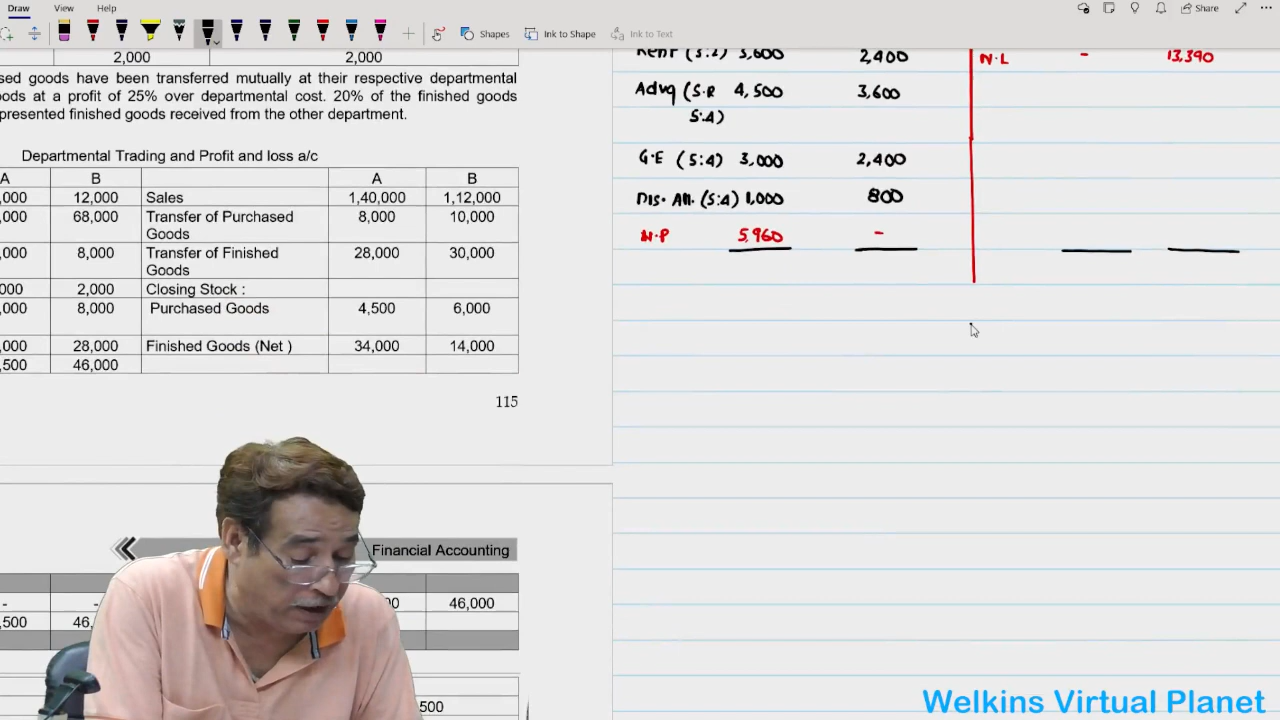 Draw View Help
Share
Shapes Ink to Shape Ink to Text
2,000 2,000
sed goods have been transferred mutually at their respective departmental
ods at a profit of 25% over departmental cost. 20% of the finished goods
presented finished goods received from the other department.
Departmental Trading and Profit and loss a/c
A B A B
,000 12,000 Sales 1,40,000 1,12,000
,000 68,000 Transfer of Purchased Goods 8,000 10,000
,000 8,000 Transfer of Finished Goods 28,000 30,000
000 2,000 Closing Stock :
,000 8,000 Purchased Goods 4,500 6,000
,000 28,000 Finished Goods (Net ) 34,000 14,000
,500 46,000
115
Financial Accounting
- - 00 46,000
,500 46,
500
2,400 N.L - 13,390
4,500 3,600
5:4)
G.E (5:4) 3,000 2,400
Dis. All. (5:4) 1,000 800
N.P 5,960 -
Welkins Virtual Planet